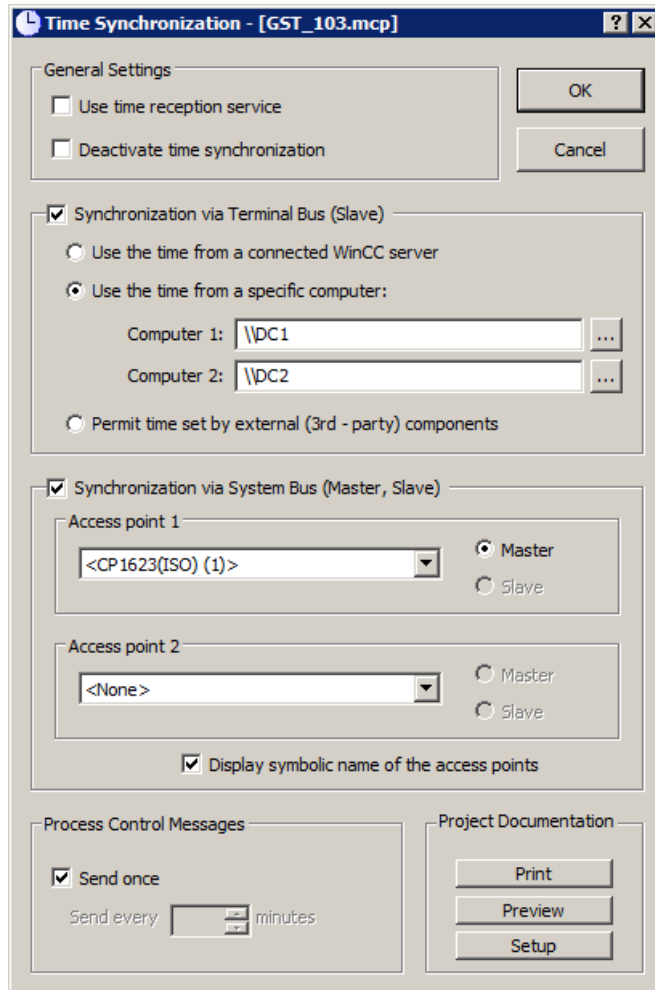 Time Synchronization - [GST_103.mcp]
General Settings
Use time reception service
Deactivate time synchronization
OK
Cancel
Synchronization via Terminal Bus (Slave)
Use the time from a connected WinCC server
Use the time from a specific computer:
Computer 1: \\DC1 ...
Computer 2: \\DC2 ...
Permit time set by external (3rd - party) components
Synchronization via System Bus (Master, Slave)
Access point 1
<CP1623(ISO) (1)>
Master
Slave
Access point 2
<None>
Master
Slave
Display symbolic name of the access points
Process Control Messages
Send once
Send every minutes
Project Documentation
Print
Preview
Setup